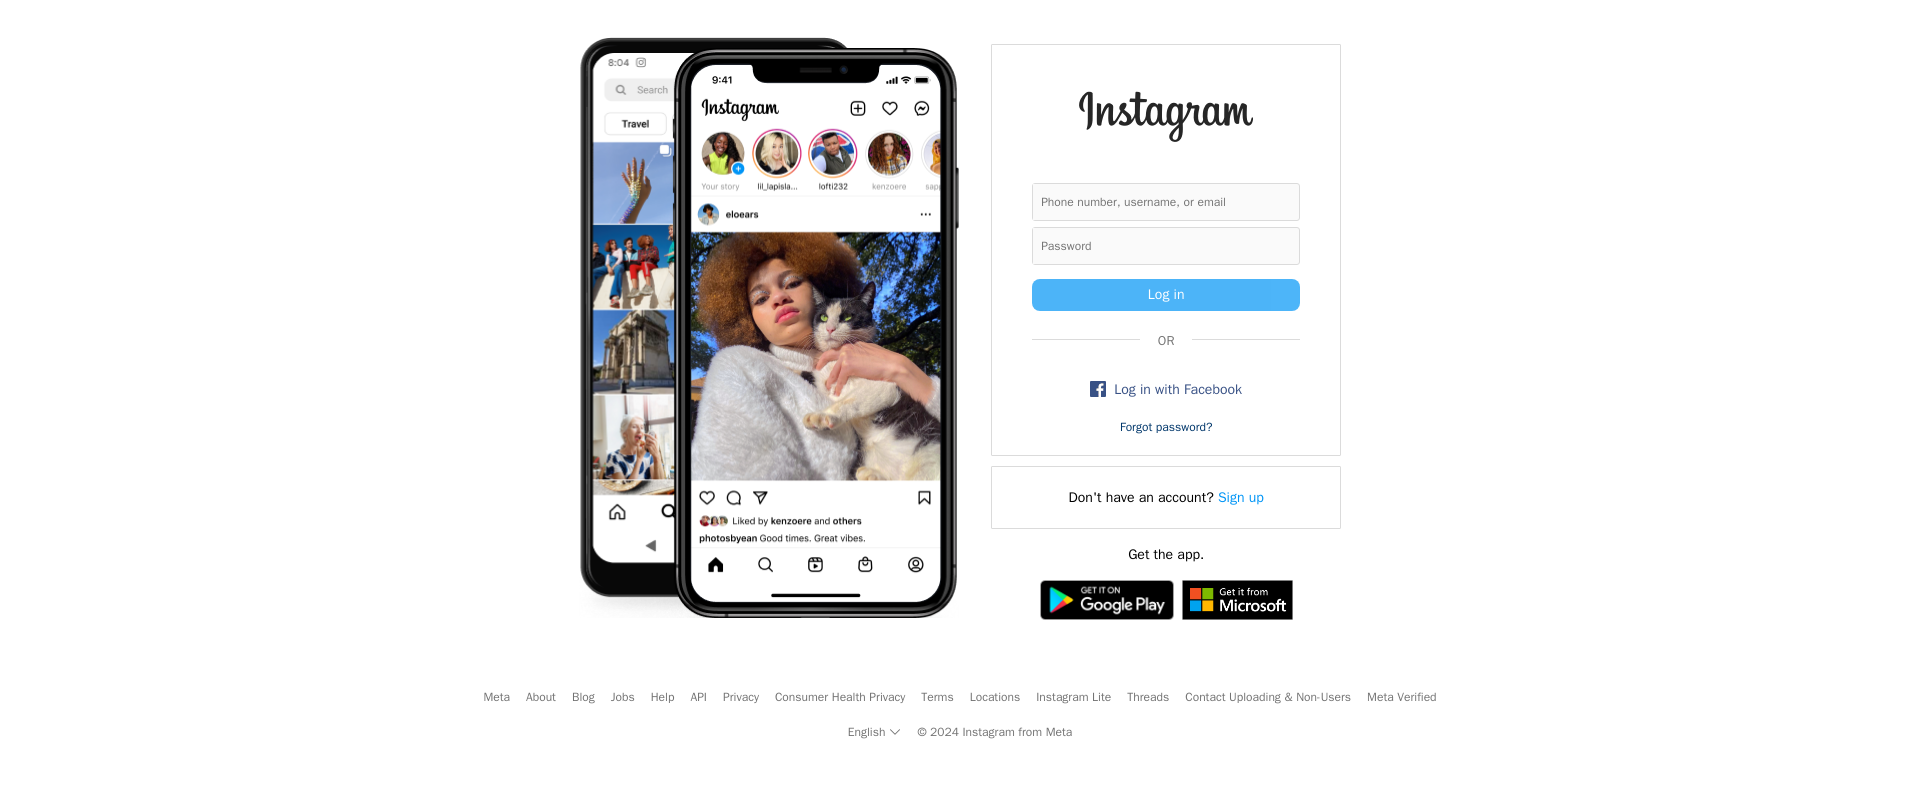 8:04
Search
Travel
9:41
Instagram
Your story
lil_lapisla...
lofti232
kenzoere
sapp
eloears
Liked by kenzoere and others
photosbyean Good times. Great vibes.
Instagram
Phone number, username, or email
Password
Log in
OR
Log in with Facebook
Forgot password?
Don't have an account? Sign up
Get the app.
GET IT ON
Google Play
Get it from
Microsoft
Meta About Blog Jobs Help API Privacy Consumer Health Privacy Terms Locations Instagram Lite Threads Contact Uploading & Non-Users Meta Verified
English © 2024 Instagram from Meta